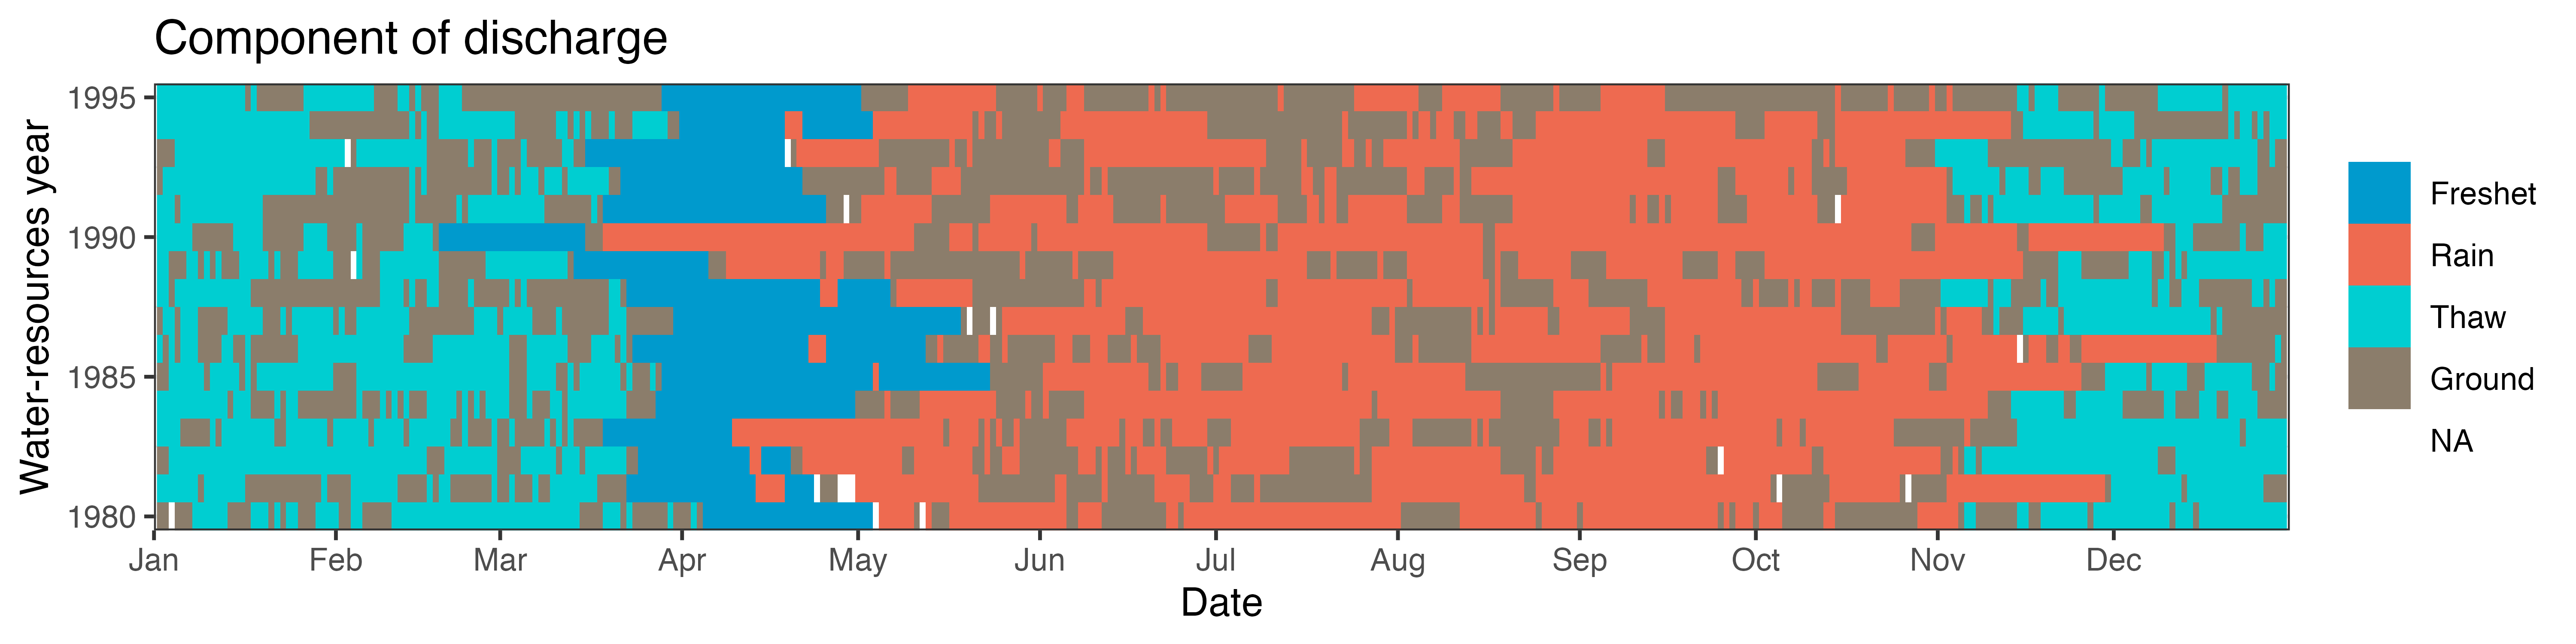 Component of discharge
Water-resources year
1995
1990
1985
1980
Jan Feb Mar Apr May Jun Jul Aug Sep Oct Nov Dec
Date
Freshet
Rain
Thaw
Ground
NA